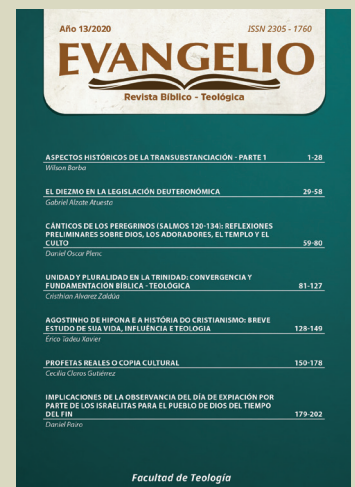 Año 13/2020
ISSN 2305 - 1760
EVANGELIO
Revista Bíblico - Teológica
ASPECTOS HISTÓRICOS DE LA TRANSUBSTANCIACIÓN - PARTE 1 1-28
Wilson Borba
EL DIEZMO EN LA LEGISLACIÓN DEUTERONÓMICA 29-58
Gabriel Alzate Atuesta
CÁNTICOS DE LOS PEREGRINOS (SALMOS 120-134): REFLEXIONES
PRELIMINARES SOBRE DIOS, LOS ADORADORES, EL TEMPLO Y EL
CULTO 59-80
Daniel Oscar Plenc
UNIDAD Y PLURALIDAD EN LA TRINIDAD: CONVERGENCIA Y
FUNDAMENTACIÓN BÍBLICA - TEOLÓGICA 81-127
Cristhian Alvarez Zaldúa
AGOSTINHO DE HIPONA E A HISTÓRIA DO CRISTIANISMO: BREVE
ESTUDO DE SUA VIDA, INFLUÊNCIA E TEOLOGIA 128-149
Érico Tadeu Xavier
PROFETAS REALES O COPIA CULTURAL 150-178
Cecilia Cloros Gutiérrez
IMPLICACIONES DE LA OBSERVANCIA DEL DÍA DE EXPIACIÓN POR
PARTE DE LOS ISRAELITAS PARA EL PUEBLO DE DIOS DEL TIEMPO
DEL FIN 179-202
Daniel Pairo
Facultad de Teología